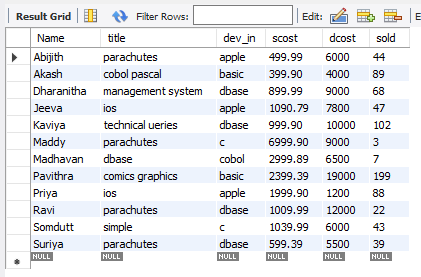 Result Grid Filter Rows: Edit:
Name title dev_in scost dcost sold
Abijith parachutes apple 499.99 6000 44
Akash cobol pascal basic 399.90 4000 89
Dharanitha management system dbase 899.99 9000 68
Jeeva ios apple 1090.79 7800 47
Kaviya technical ueries dbase 999.90 10000 102
Maddy parachutes c 6999.90 9000 3
Madhavan dbase cobol 2999.89 6500 7
Pavithra comics graphics basic 2399.39 19000 199
Priya ios apple 1999.90 1200 88
Ravi parachutes dbase 1009.99 12000 22
Somdutt simple c 1039.99 6000 43
Suriya parachutes dbase 599.39 5500 39
NULL NULL NULL NULL NULL NULL